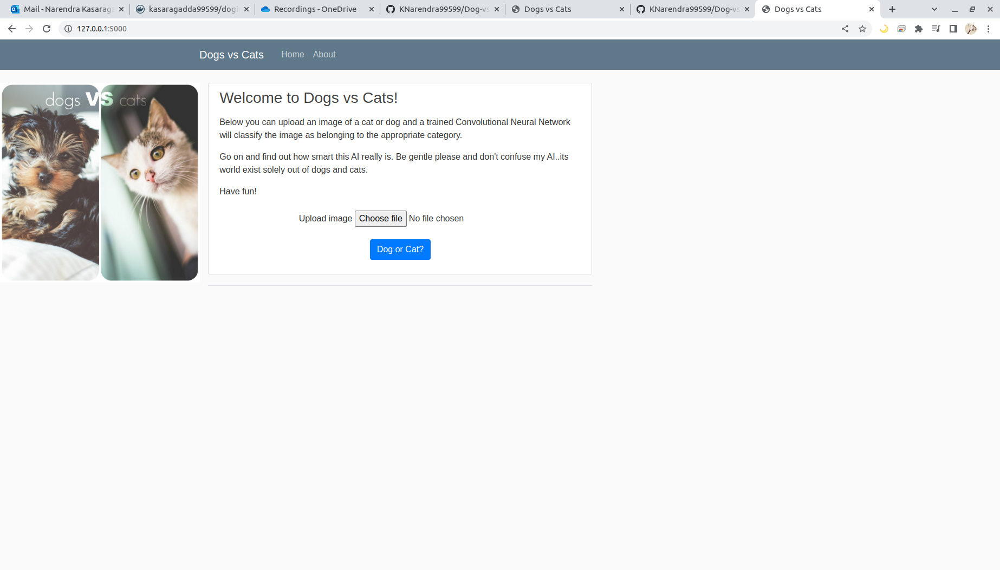 Mail - Narendra Kasaraga
kasaragadda99599/dogi
Recordings - OneDrive
KNarendra99599/Dog-vs
Dogs vs Cats
KNarendra99599/Dog-vs
Dogs vs Cats
127.0.0.1:5000
Dogs vs Cats Home About
dogs VS cats
Welcome to Dogs vs Cats!
Below you can upload an image of a cat or dog and a trained Convolutional Neural Network
will classify the image as belonging to the appropriate category.
Go on and find out how smart this AI really is. Be gentle please and don't confuse my AI..its
world exist solely out of dogs and cats.
Have fun!
Upload image Choose file No file chosen
Dog or Cat?